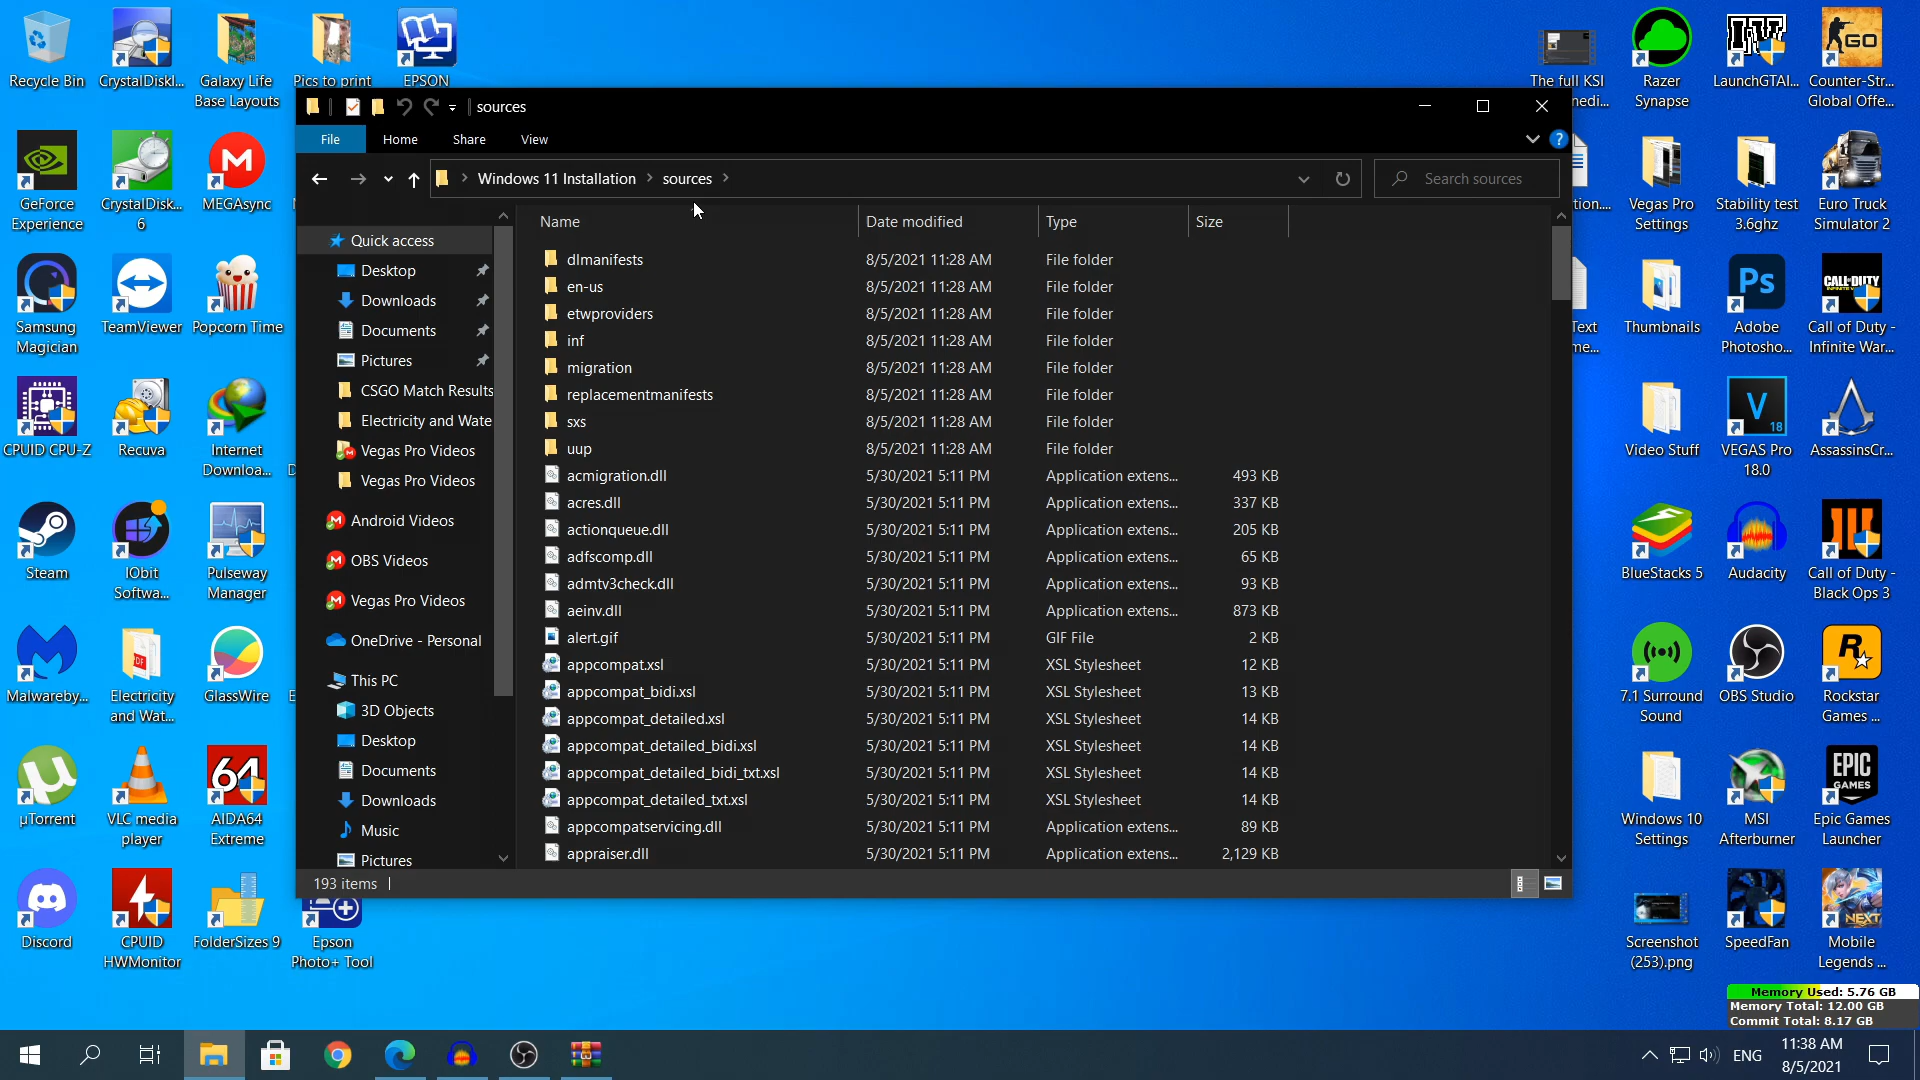 Recycle Bin
CrystalDiskI...
Galaxy Life
Base Layouts
Pics to print
EPSON
The full KSI
nedi...
Razer
Synapse
LaunchGTAI...
Counter-Str...
Global Offe...
sources
File
Home
Share
View
Windows 11 Installation
sources
Search sources
Name
Date modified
Type
Size
Quick access
Desktop
Downloads
Documents
Pictures
CSGO Match Results
Electricity and Wate
Vegas Pro Videos
Vegas Pro Videos
Android Videos
OBS Videos
Vegas Pro Videos
OneDrive - Personal
This PC
3D Objects
Desktop
Documents
Downloads
Music
Pictures
dlmanifests 8/5/2021 11:28 AM File folder
en-us 8/5/2021 11:28 AM File folder
etwproviders 8/5/2021 11:28 AM File folder
inf 8/5/2021 11:28 AM File folder
migration 8/5/2021 11:28 AM File folder
replacementmanifests 8/5/2021 11:28 AM File folder
sxs 8/5/2021 11:28 AM File folder
uup 8/5/2021 11:28 AM File folder
acmigration.dll 5/30/2021 5:11 PM Application extens... 493 KB
acres.dll 5/30/2021 5:11 PM Application extens... 337 KB
actionqueue.dll 5/30/2021 5:11 PM Application extens... 205 KB
adfscomp.dll 5/30/2021 5:11 PM Application extens... 65 KB
admtv3check.dll 5/30/2021 5:11 PM Application extens... 93 KB
aeinv.dll 5/30/2021 5:11 PM Application extens... 873 KB
alert.gif 5/30/2021 5:11 PM GIF File 2 KB
appcompat.xsl 5/30/2021 5:11 PM XSL Stylesheet 12 KB
appcompat_bidi.xsl 5/30/2021 5:11 PM XSL Stylesheet 13 KB
appcompat_detailed.xsl 5/30/2021 5:11 PM XSL Stylesheet 14 KB
appcompat_detailed_bidi.xsl 5/30/2021 5:11 PM XSL Stylesheet 14 KB
appcompat_detailed_bidi_txt.xsl 5/30/2021 5:11 PM XSL Stylesheet 14 KB
appcompat_detailed_txt.xsl 5/30/2021 5:11 PM XSL Stylesheet 14 KB
appcompatservicing.dll 5/30/2021 5:11 PM Application extens... 89 KB
appraiser.dll 5/30/2021 5:11 PM Application extens... 2,129 KB
193 items
GeForce
Experience
CrystalDisk...
6
MEGAsync
Samsung
Magician
TeamViewer
Popcorn Time
CPUID CPU-Z
Recuva
Internet
Downloa...
Steam
IObit
Softwa...
Pulseway
Manager
Malwareby...
Electricity
and Wat...
GlassWire
µTorrent
VLC media
player
64
AIDA64
Extreme
Discord
CPUID
HWMonitor
FolderSizes 9
Epson
Photo+ Tool
tion....
Vegas Pro
Settings
Stability test
3.6ghz
Euro Truck
Simulator 2
Text
me...
Thumbnails
Ps
Adobe
Photosho...
CALL OF DUTY
Call of Duty -
Infinite War...
Video Stuff
V
18
VEGAS Pro
18.0
AssassinsCr...
BlueStacks 5
Audacity
Call of Duty -
Black Ops 3
7.1 Surround
Sound
OBS Studio
Rockstar
Games ...
Windows 10
Settings
MSI
Afterburner
EPIC
GAMES
Epic Games
Launcher
Screenshot
(253).png
SpeedFan
NEXT
Mobile
Legends ...
Memory Used: 5.76 GB
Memory Total: 12.00 GB
Commit Total: 8.17 GB
ENG
11:38 AM
8/5/2021